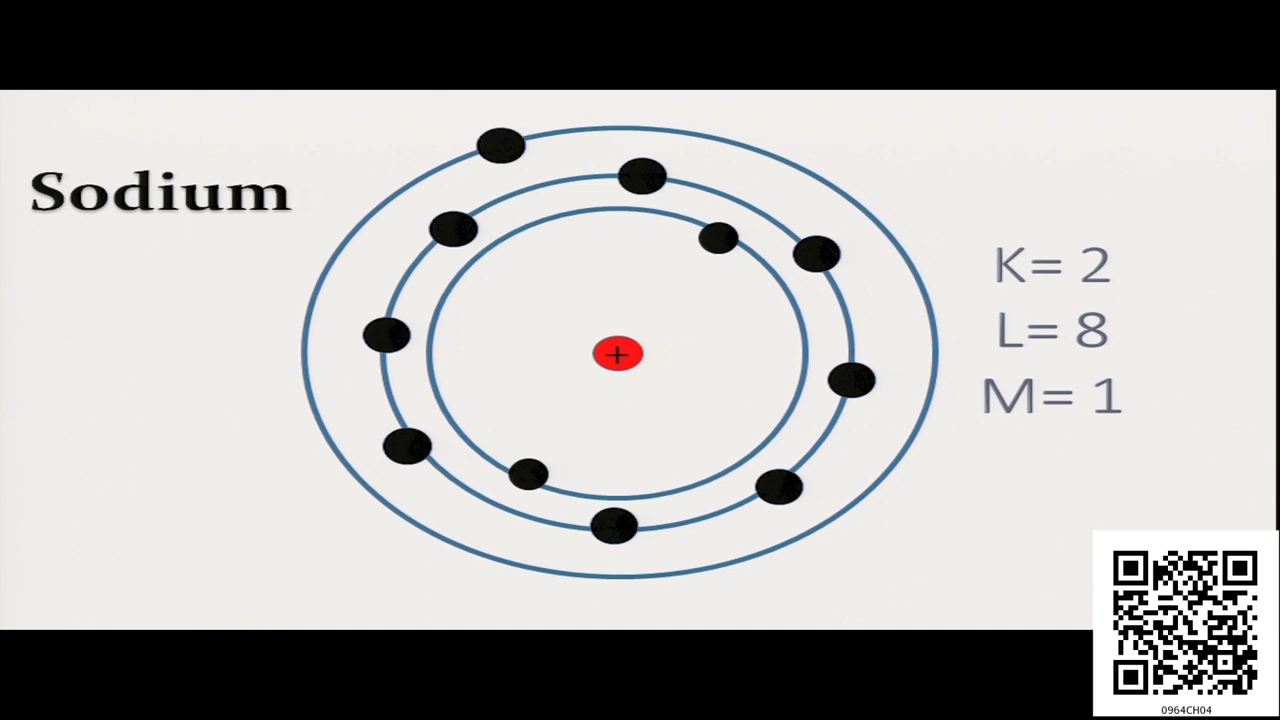 Sodium
+
K= 2
L= 8
M= 1
0964CH04